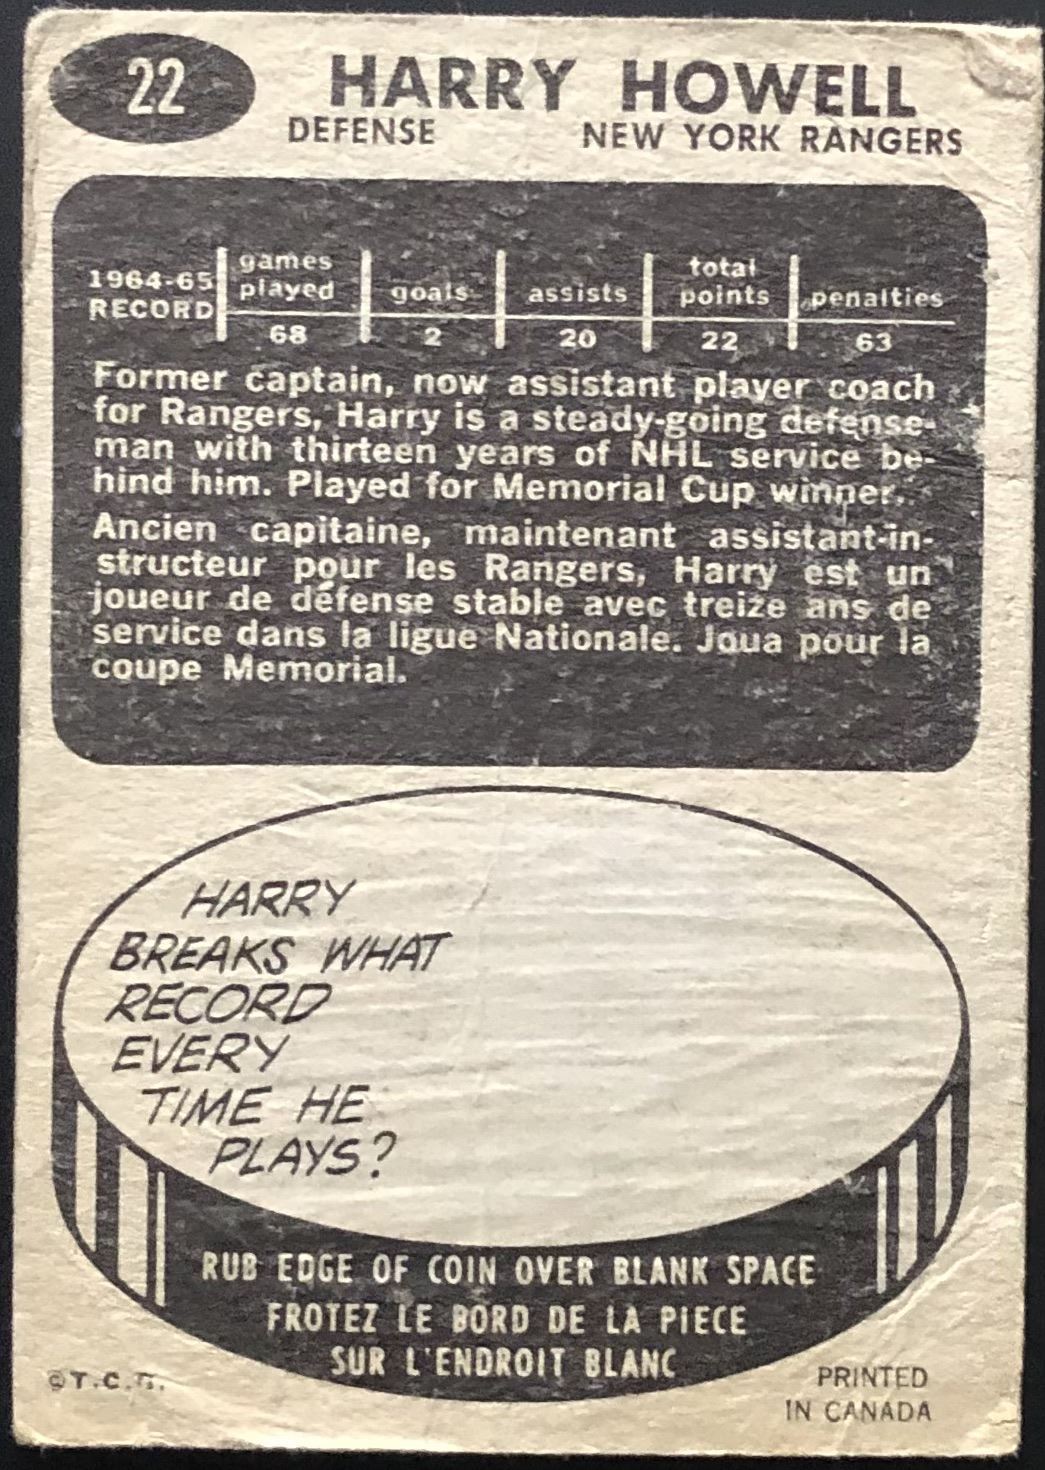 22
HARRY HOWELL
DEFENSE NEW YORK RANGERS
1964-65 RECORD games played goals assists total points penalties
68 2 20 22 63
Former captain, now assistant player coach
for Rangers, Harry is a steady-going defense-
man with thirteen years of NHL service be-
hind him. Played for Memorial Cup winner.
Ancien capitaine, maintenant assistant-in-
structeur pour les Rangers, Harry est un
joueur de défense stable avec treize ans de
service dans la ligue Nationale. Joua pour la
coupe Memorial.
HARRY
BREAKS WHAT
RECORD
EVERY
TIME HE
PLAYS?
RUB EDGE OF COIN OVER BLANK SPACE
FROTEZ LE BORD DE LA PIECE
SUR L'ENDROIT BLANC
©T.C.G.
PRINTED
IN CANADA